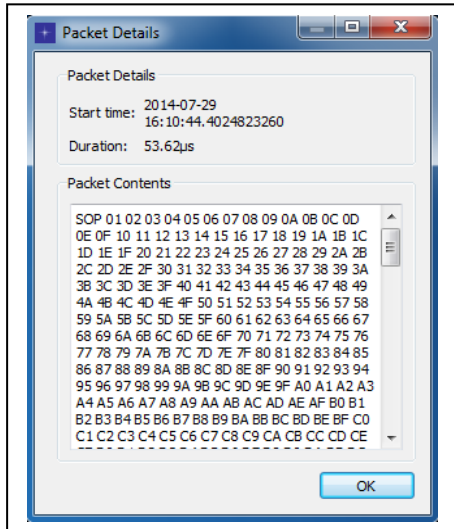 Packet Details
Packet Details
Start time: 2014-07-29
16:10:44.4024823260
Duration: 53.62µs
Packet Contents
SOP 01 02 03 04 05 06 07 08 09 0A 0B 0C 0D
0E 0F 10 11 12 13 14 15 16 17 18 19 1A 1B 1C
1D 1E 1F 20 21 22 23 24 25 26 27 28 29 2A 2B
2C 2D 2E 2F 30 31 32 33 34 35 36 37 38 39 3A
3B 3C 3D 3E 3F 40 41 42 43 44 45 46 47 48 49
4A 4B 4C 4D 4E 4F 50 51 52 53 54 55 56 57 58
59 5A 5B 5C 5D 5E 5F 60 61 62 63 64 65 66 67
68 69 6A 6B 6C 6D 6E 6F 70 71 72 73 74 75 76
77 78 79 7A 7B 7C 7D 7E 7F 80 81 82 83 84 85
86 87 88 89 8A 8B 8C 8D 8E 8F 90 91 92 93 94
95 96 97 98 99 9A 9B 9C 9D 9E 9F A0 A1 A2 A3
A4 A5 A6 A7 A8 A9 AA AB AC AD AE AF B0 B1
B2 B3 B4 B5 B6 B7 B8 B9 BA BB BC BD BE BF C0
C1 C2 C3 C4 C5 C6 C7 C8 C9 CA CB CC CD CE
OK